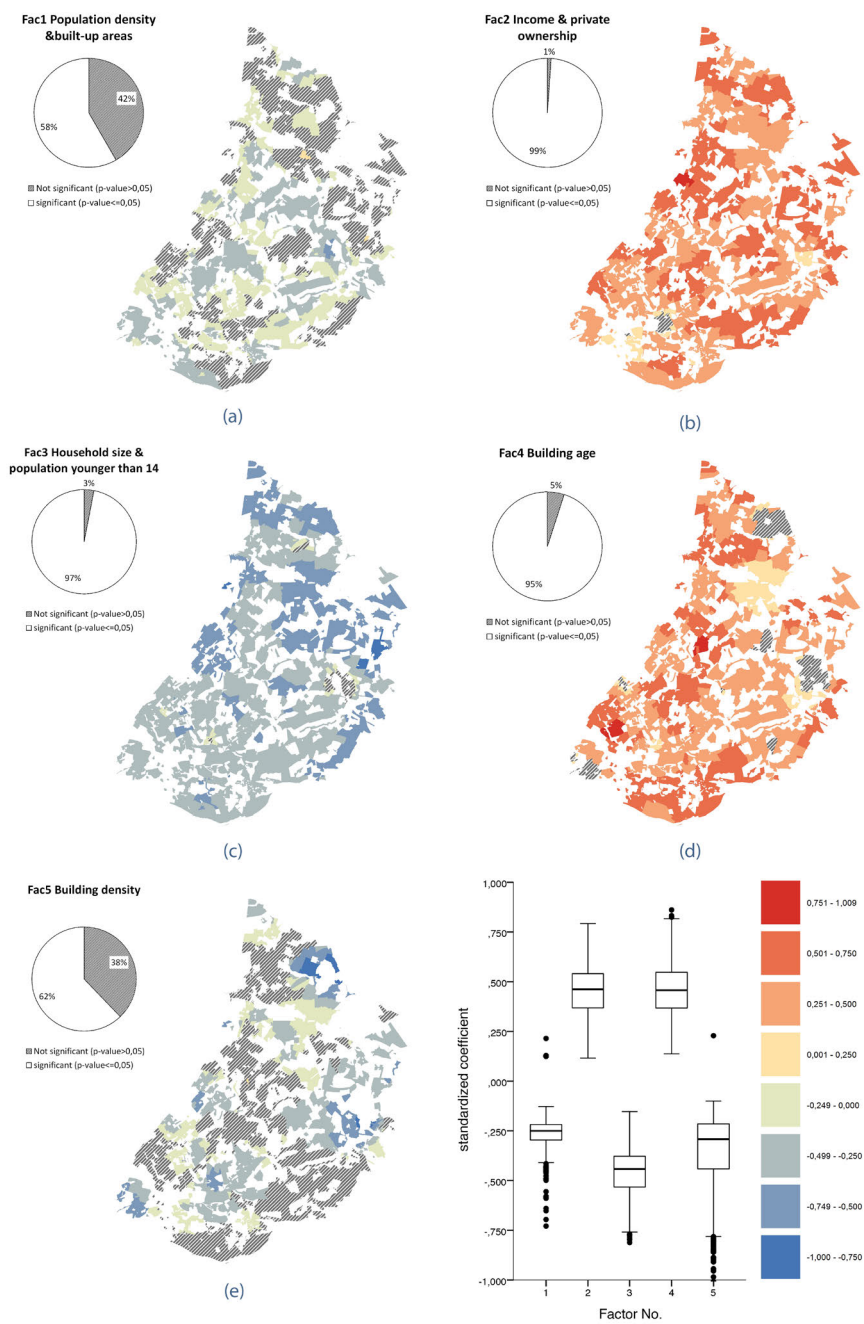 Fac1 Population density
&built-up areas
42%
58%
Not significant (p-value>0,05)
significant (p-value<=0,05)
(a)
Fac2 Income & private
ownership
1%
99%
Not significant (p-value>0,05)
significant (p-value<=0,05)
(b)
Fac3 Household size &
population younger than 14
3%
97%
Not significant (p-value>0,05)
significant (p-value<=0,05)
(c)
Fac4 Building age
5%
95%
Not significant (p-value>0,05)
significant (p-value<=0,05)
(d)
Fac5 Building density
38%
62%
Not significant (p-value>0,05)
significant (p-value<=0,05)
(e)
standardized coefficient
1,000
,750
,500
,250
,000
-,250
-,500
-,750
-1,000
1 2 3 4 5
Factor No.
0,751 - 1,009
0,501 - 0,750
0,251 - 0,500
0,001 - 0,250
-0,249 - 0,000
-0,499 - -0,250
-0,749 - -0,500
-1,000 - -0,750